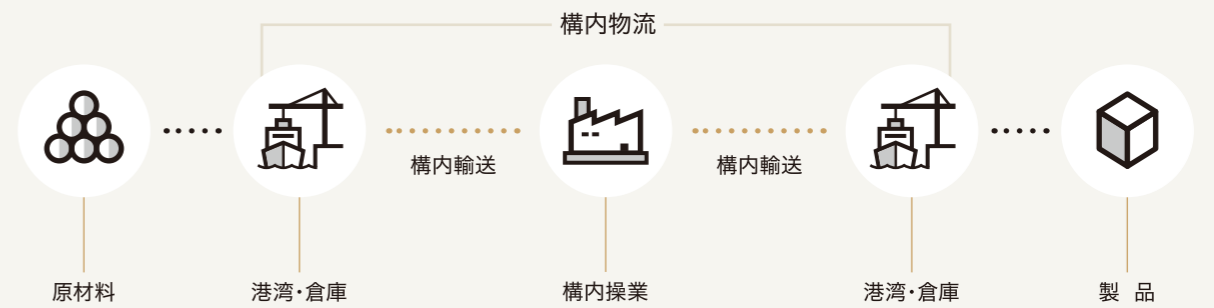 構内物流
構内輸送
構内輸送
原材料
港湾・倉庫
構内操業
港湾・倉庫
製 品